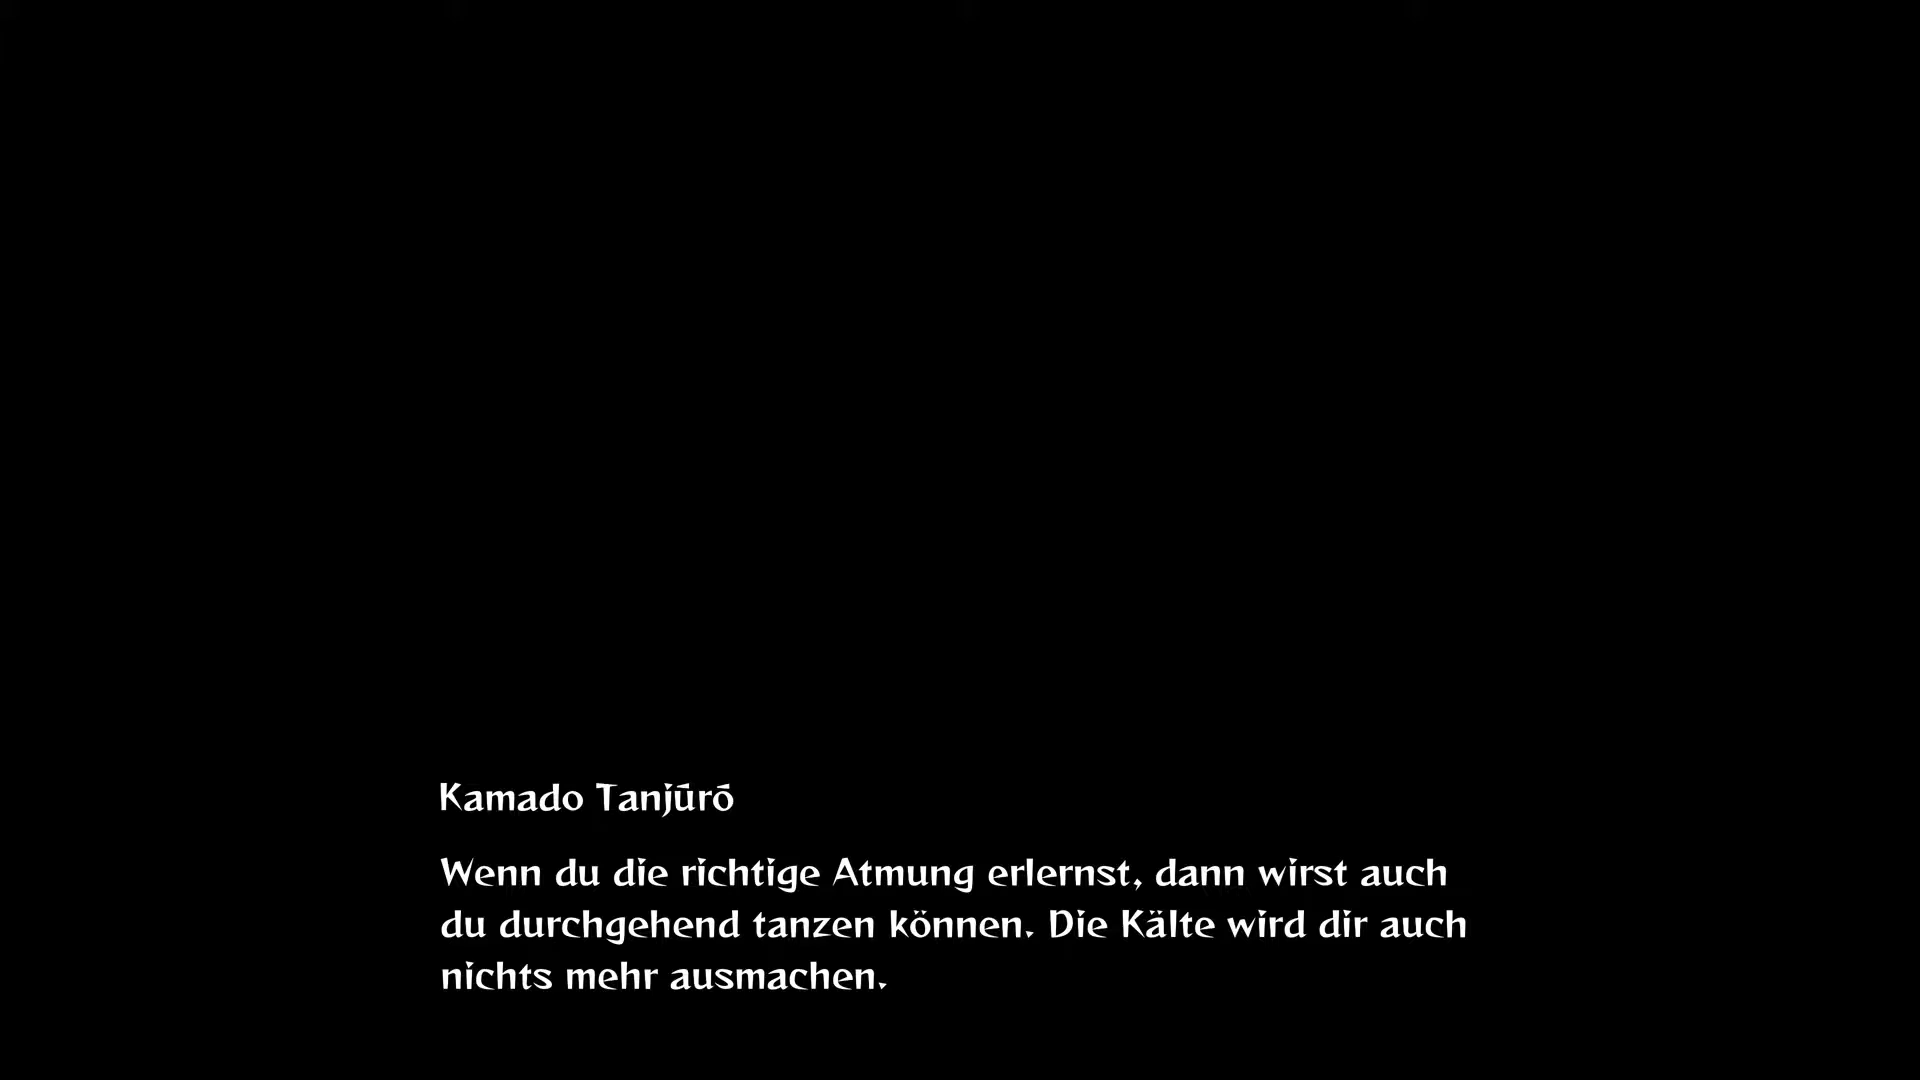 Kamado Tanjūrō
Wenn du die richtige Atmung erlernst, dann wirst auch
du durchgehend tanzen können. Die Kälte wird dir auch
nichts mehr ausmachen.